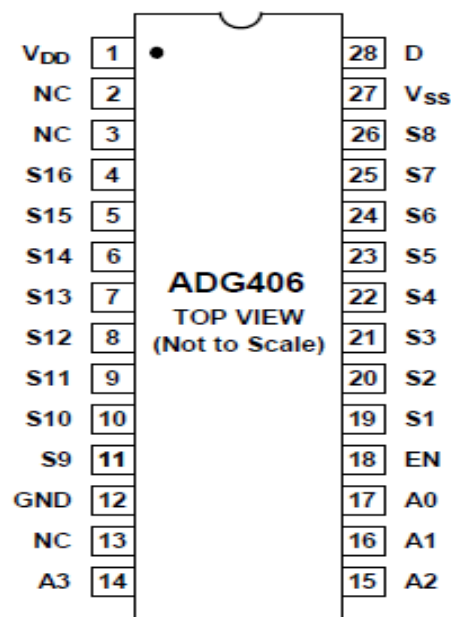 VDD 1 28 D
NC 2 27 VSS
NC 3 26 S8
S16 4 25 S7
S15 5 24 S6
S14 6 23 S5
S13 7 ADG406 22 S4
TOP VIEW
S12 8 (Not to Scale) 21 S3
S11 9 20 S2
S10 10 19 S1
S9 11 18 EN
GND 12 17 A0
NC 13 16 A1
A3 14 15 A2